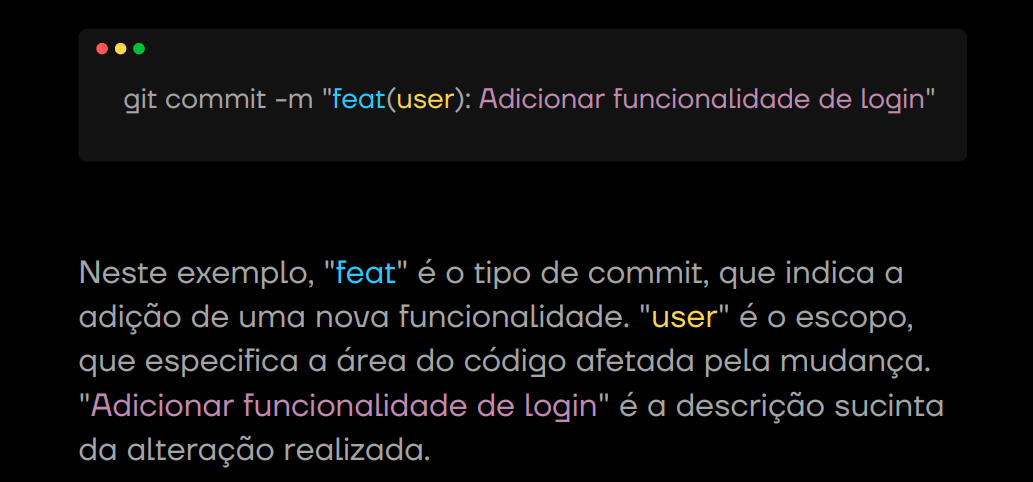 git commit -m "feat(user): Adicionar funcionalidade de login"
Neste exemplo, "feat" é o tipo de commit, que indica a
adição de uma nova funcionalidade. "user" é o escopo,
que especifica a área do código afetada pela mudança.
"Adicionar funcionalidade de login" é a descrição sucinta
da alteração realizada.